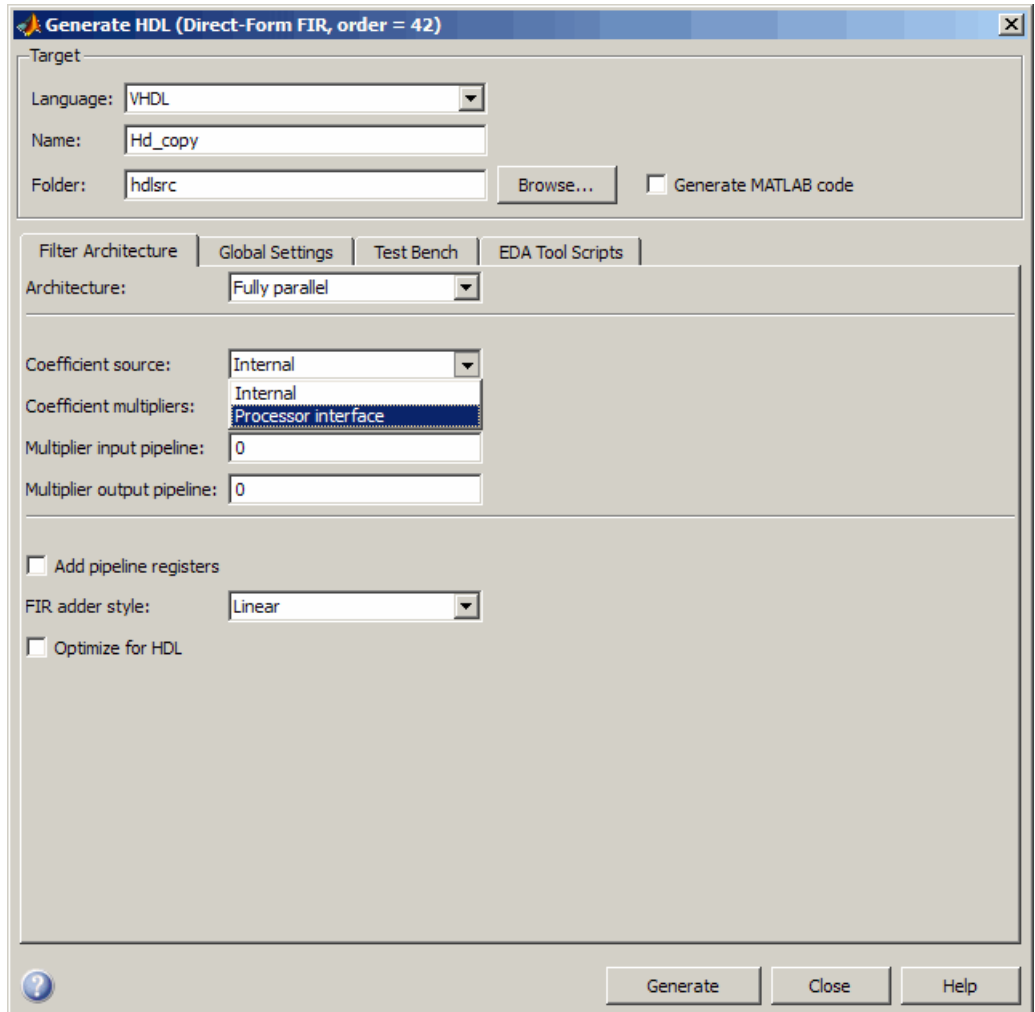 Generate HDL (Direct-Form FIR, order = 42)
Target
Language: VHDL
Name: Hd_copy
Folder: hdlsrc Browse... Generate MATLAB code
Filter Architecture Global Settings Test Bench EDA Tool Scripts
Architecture: Fully parallel
Coefficient source: Internal
Internal
Coefficient multipliers:
Processor interface
Multiplier input pipeline: 0
Multiplier output pipeline: 0
Add pipeline registers
FIR adder style: Linear
Optimize for HDL
? Generate Close Help